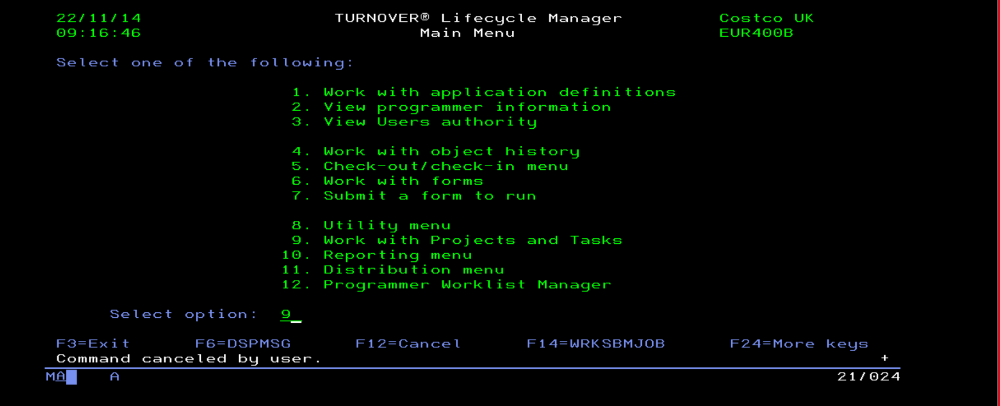 22/11/14 TURNOVER® Lifecycle Manager Costco UK
09:16:46 Main Menu EUR400B
Select one of the following:
1. Work with application definitions
2. View programmer information
3. View Users authority
4. Work with object history
5. Check-out/check-in menu
6. Work with forms
7. Submit a form to run
8. Utility menu
9. Work with Projects and Tasks
10. Reporting menu
11. Distribution menu
12. Programmer Worklist Manager
Select option: 9_
F3=Exit F6=DSPMSG F12=Cancel F14=WRKSBMJOB F24=More keys
Command canceled by user. +
MA A 21/024